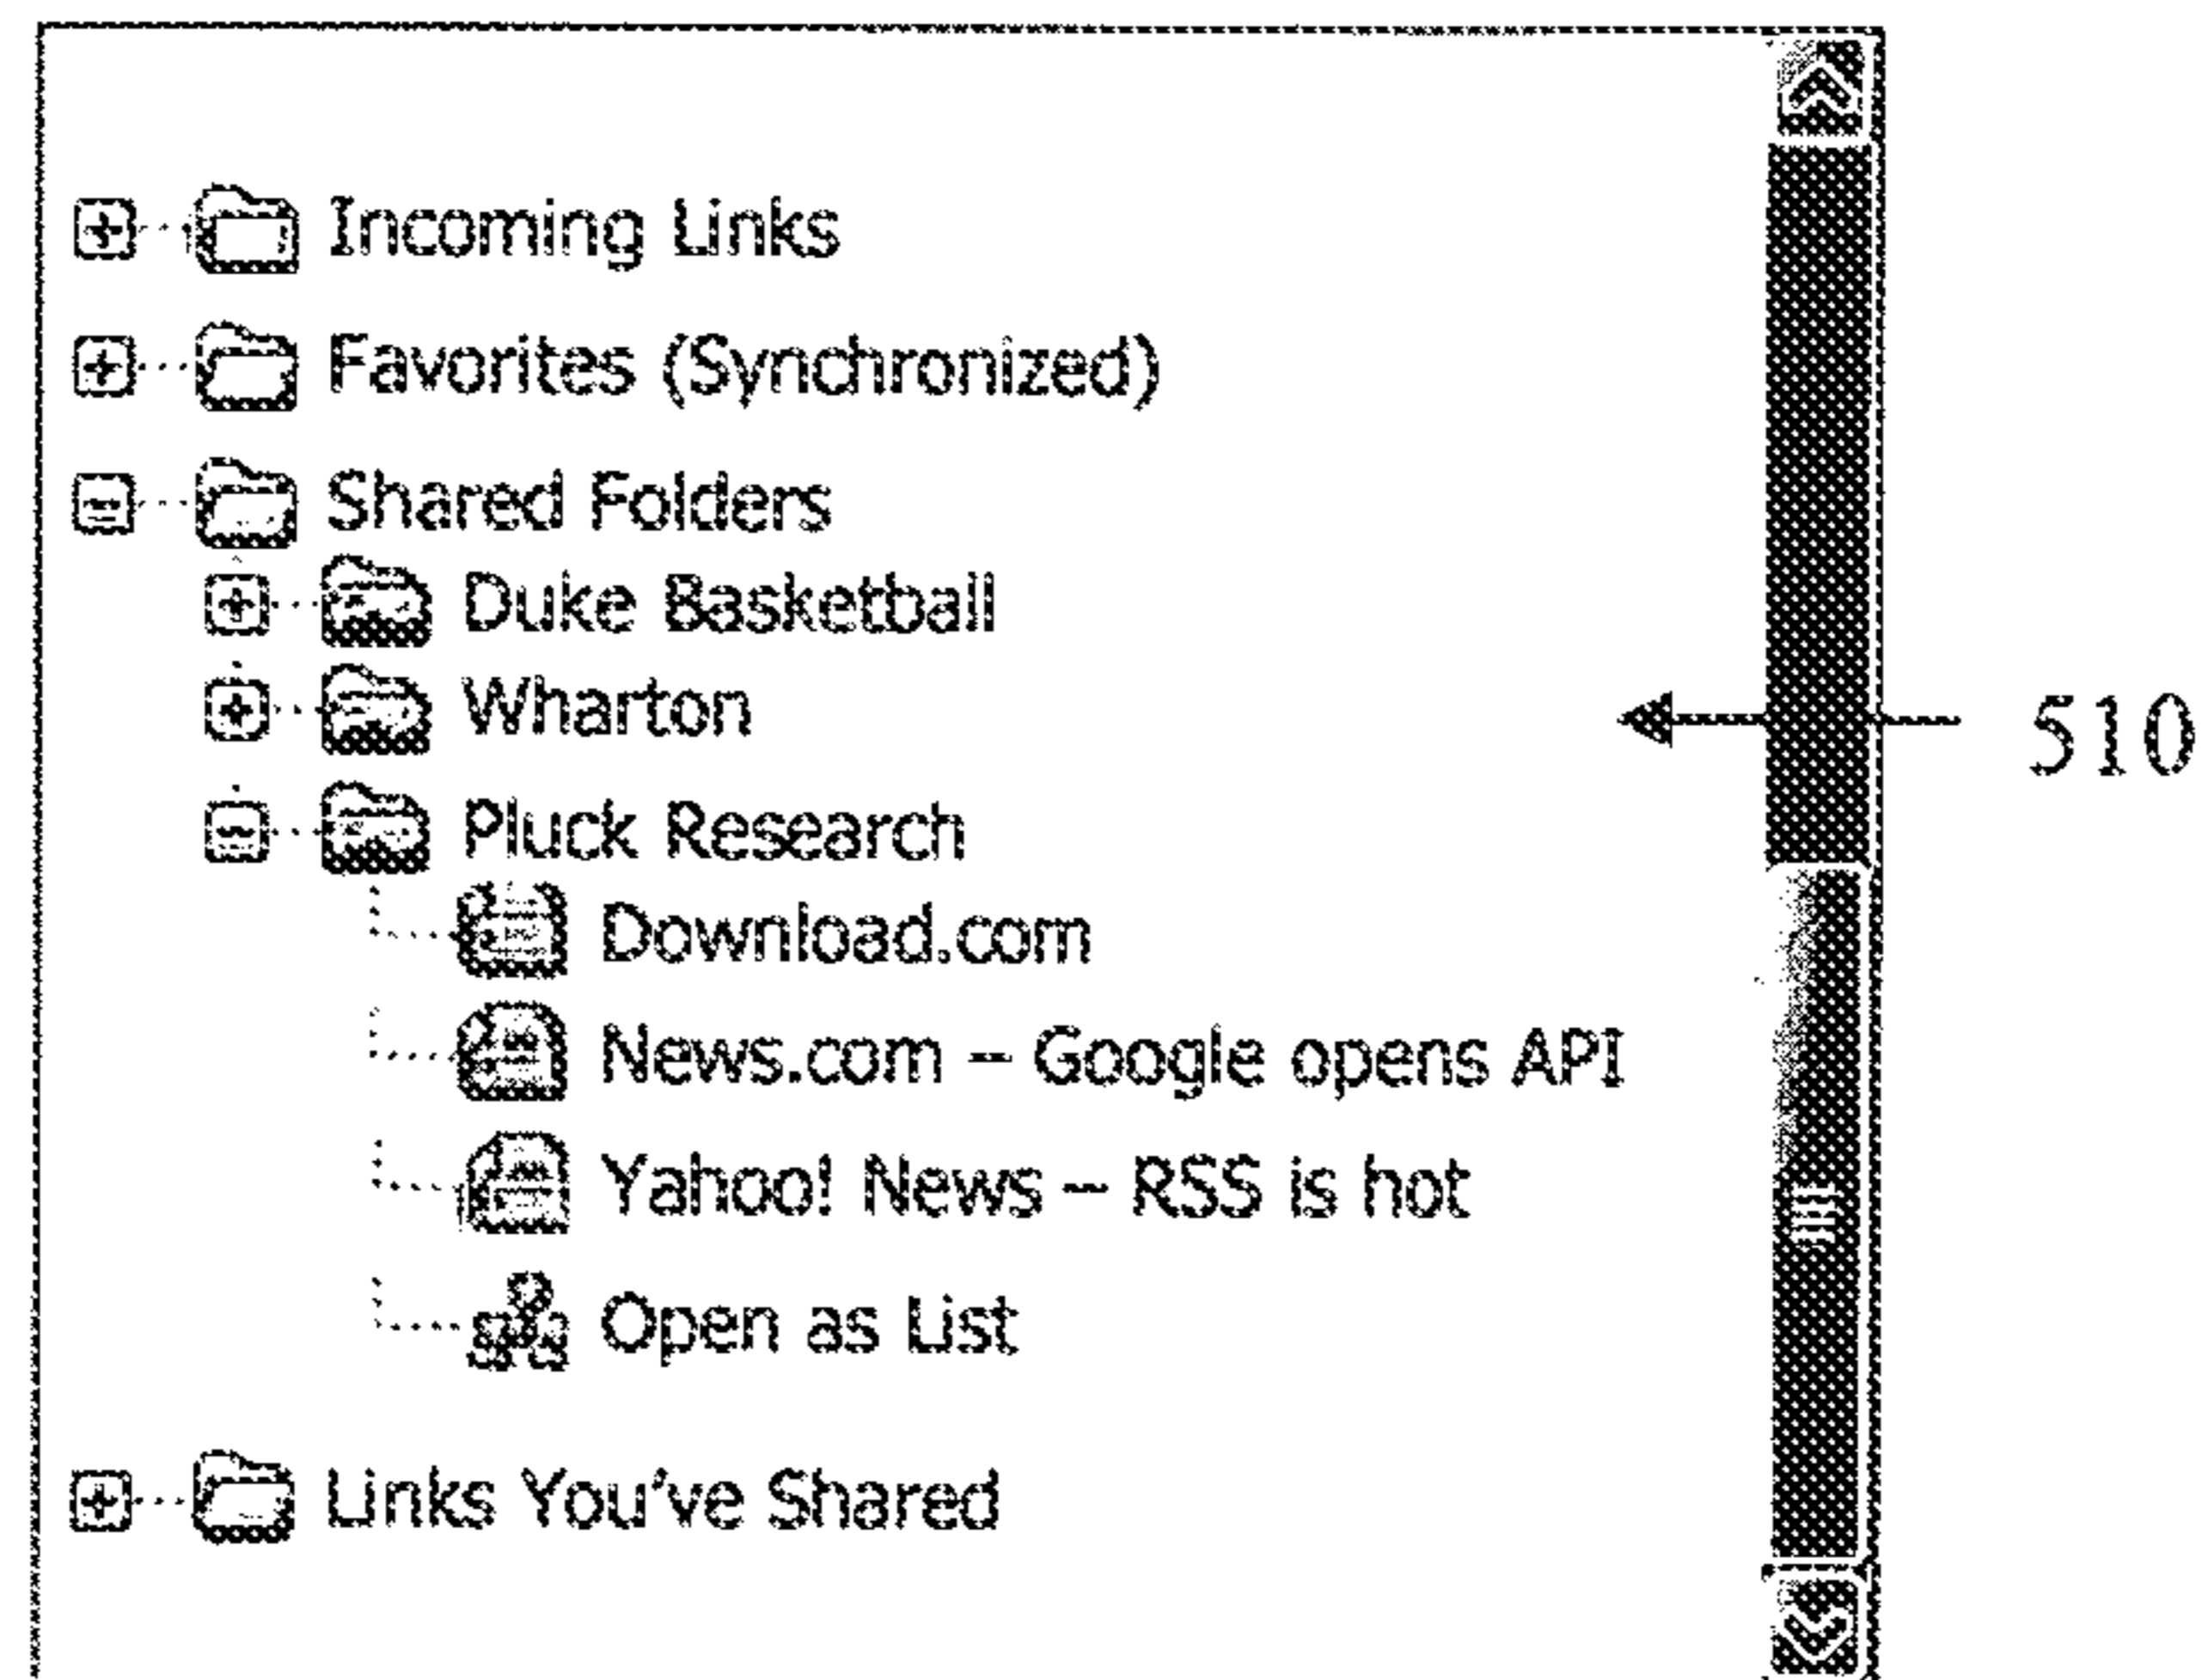 Incoming Links
Favorites (Synchronized)
Shared Folders
Duke Basketball
Wharton
510
Pluck Research
Download.com
News.com – Google opens API
Yahoo! News – RSS is hot
Open as List
Links You've Shared